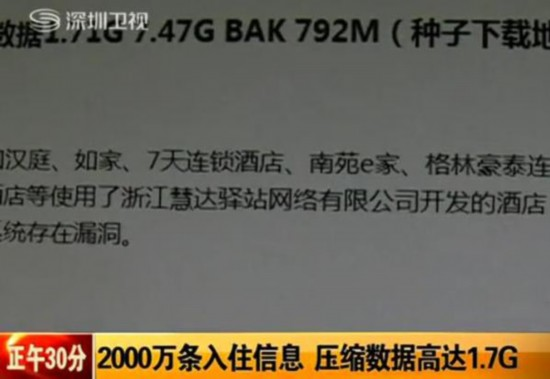 深圳卫视
数据1.71G 7.47G BAK 792M（种子下载地
如汉庭、如家、7天连锁酒店、南苑e家、格林豪泰连
酒店等使用了浙江慧达驿站网络有限公司开发的酒店
系统存在漏洞。
正午30分
2000万条入住信息 压缩数据高达1.7G